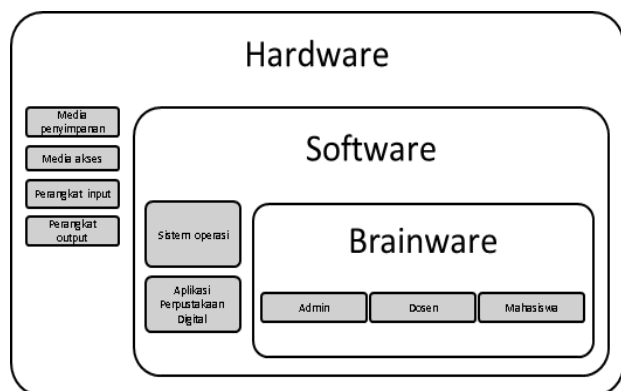 Hardware
Media
penyimpanan
Media akses
Perangkat input
Perangkat
output
Software
Sistem operasi
Aplikasi
Perpustakaan
Digital
Brainware
Admin
Dosen
Mahasiswa